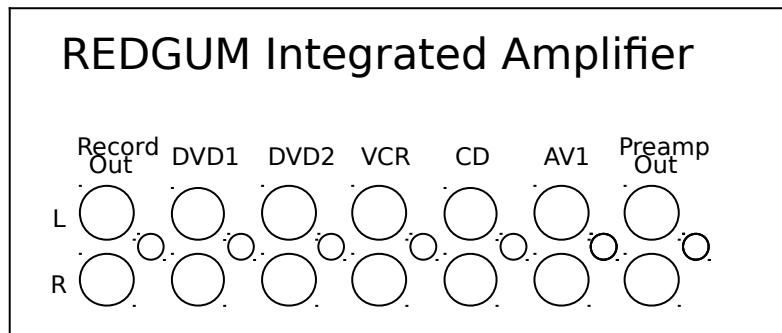 REDGUM Integrated Amplifier
Record Out DVD1 DVD2 VCR CD AV1 Preamp Out
L
R